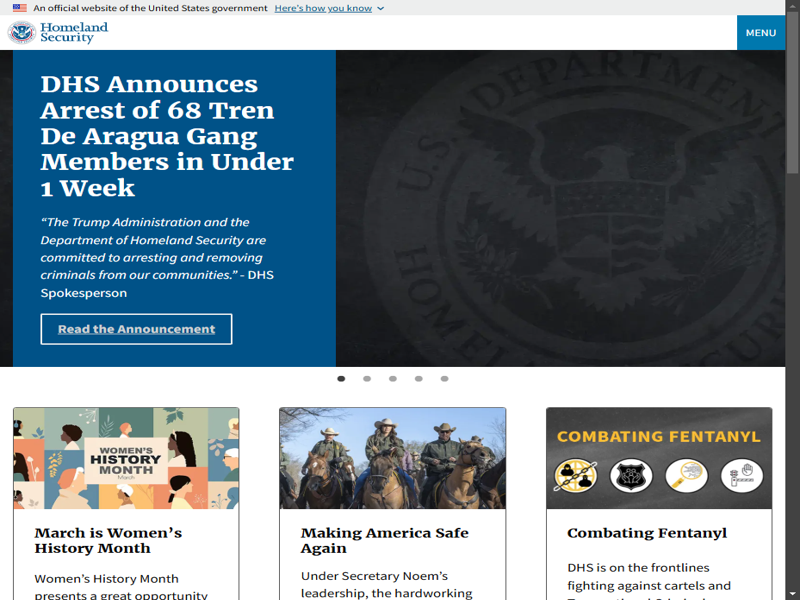 An official website of the United States government Here's how you know
Homeland
Security
MENU
DHS Announces
Arrest of 68 Tren
De Aragua Gang
Members in Under
1 Week
“The Trump Administration and the
Department of Homeland Security are
committed to arresting and removing
criminals from our communities.” - DHS
Spokesperson
Read the Announcement
U.S. DEPARTMENT
HOMELAND SECURITY
WOMEN'S
HISTORY
MONTH
March
COMBATING FENTANYL
March is Women’s
History Month
Women’s History Month
presents a great opportunity
Making America Safe
Again
Under Secretary Noem’s
leadership, the hardworking
Combating Fentanyl
DHS is on the frontlines
fighting against cartels and